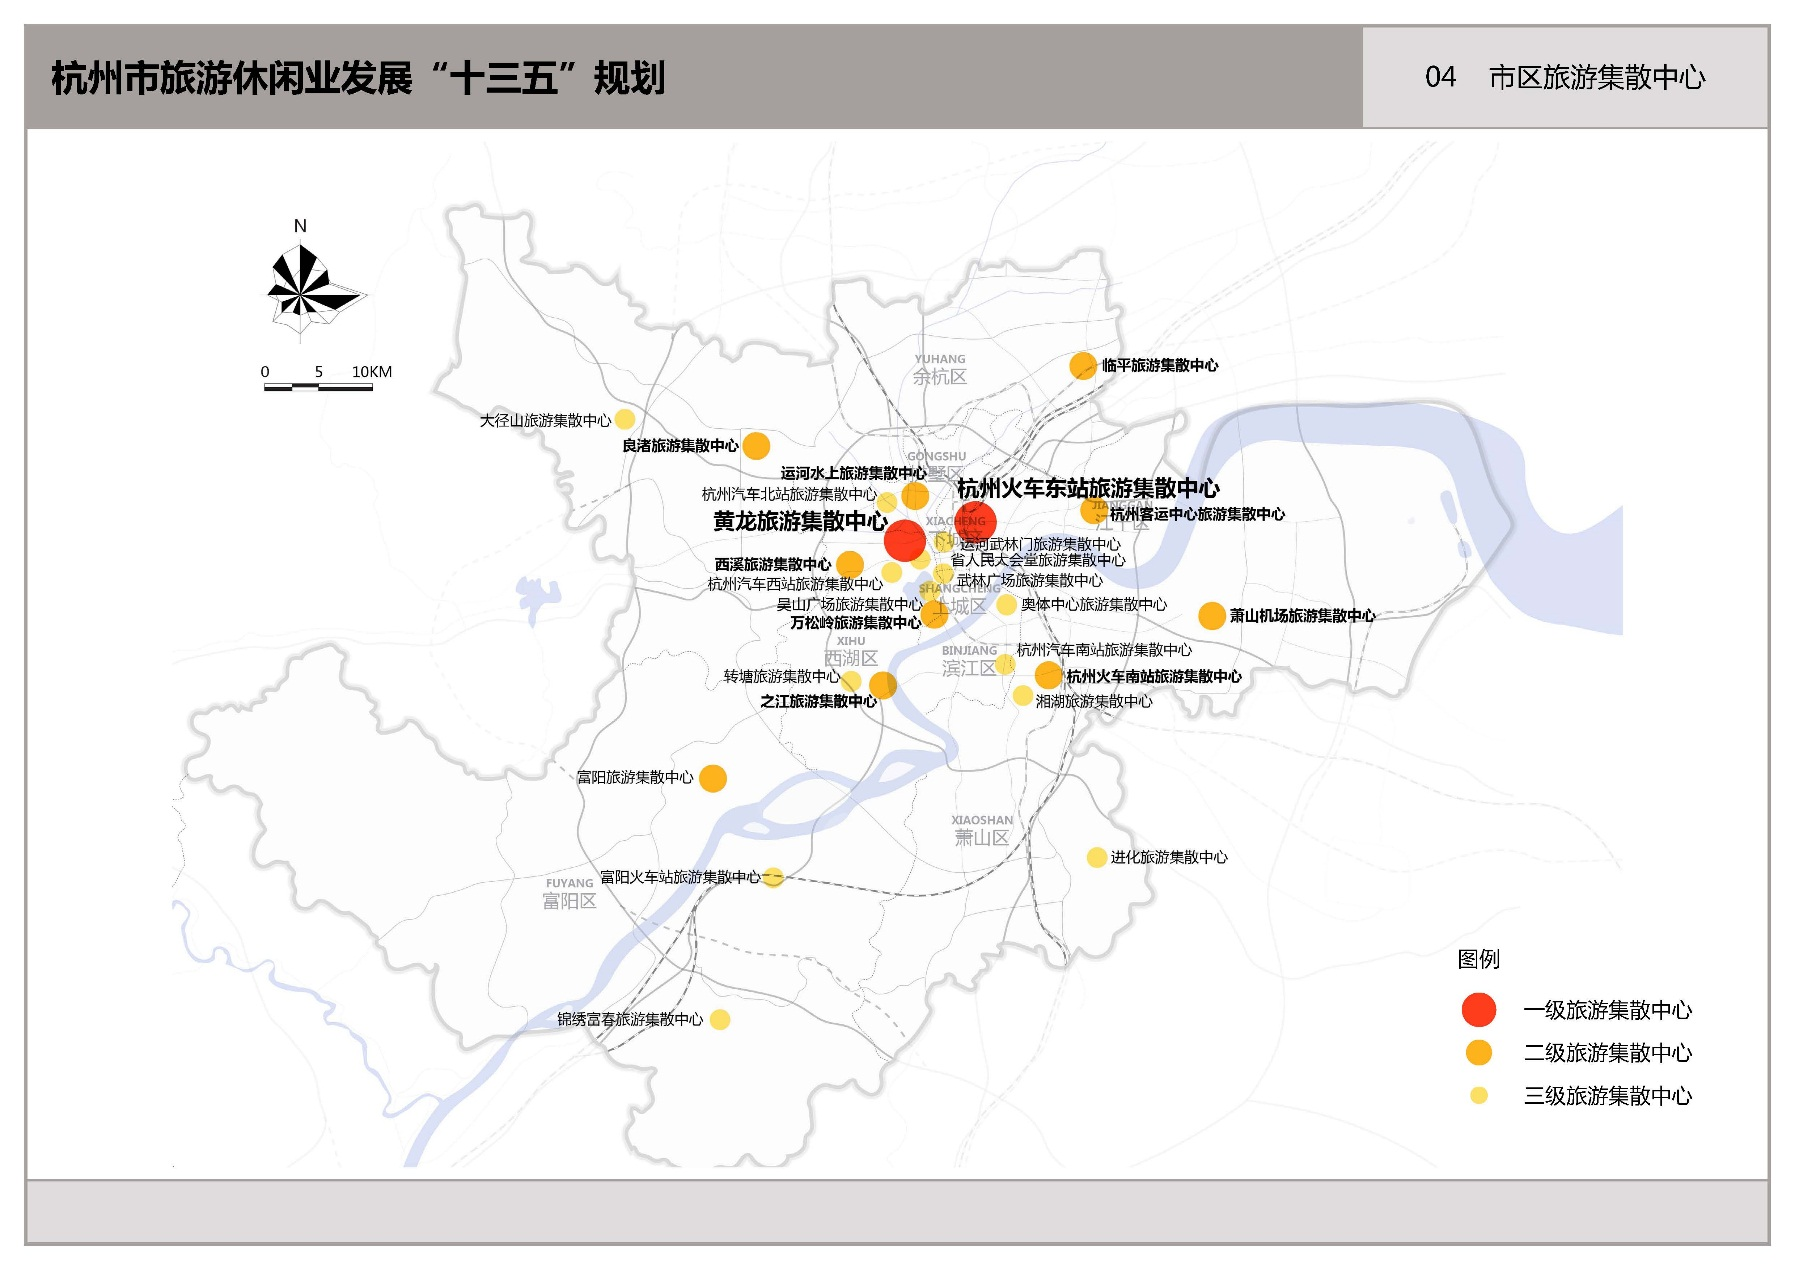 杭州市旅游休闲业发展“十三五”规划
04 市区旅游集散中心
N
0 5 10KM
YUHANG
余杭区
临平旅游集散中心
大径山旅游集散中心
良渚旅游集散中心
GONGSHU
墅区
运河水上旅游集散中心
杭州汽车北站旅游集散中心
杭州火车东站旅游集散中心
黄龙旅游集散中心
JIANGGAN
江干区
杭州客运中心旅游集散中心
XIACHENG
下城区
运河武林门旅游集散中心
省人民大会堂旅游集散中心
西溪旅游集散中心
杭州汽车西站旅游集散中心
武林广场旅游集散中心
SHANGCHENG
上城区
吴山广场旅游集散中心
奥体中心旅游集散中心
万松岭旅游集散中心
萧山机场旅游集散中心
XIHU
西湖区
BINJIANG
滨江区
杭州汽车南站旅游集散中心
转塘旅游集散中心
杭州火车南站旅游集散中心
之江旅游集散中心
湘湖旅游集散中心
富阳旅游集散中心
XIAOSHAN
萧山区
进化旅游集散中心
富阳火车站旅游集散中心
FUYANG
富阳区
锦绣富春旅游集散中心
图例
一级旅游集散中心
二级旅游集散中心
三级旅游集散中心